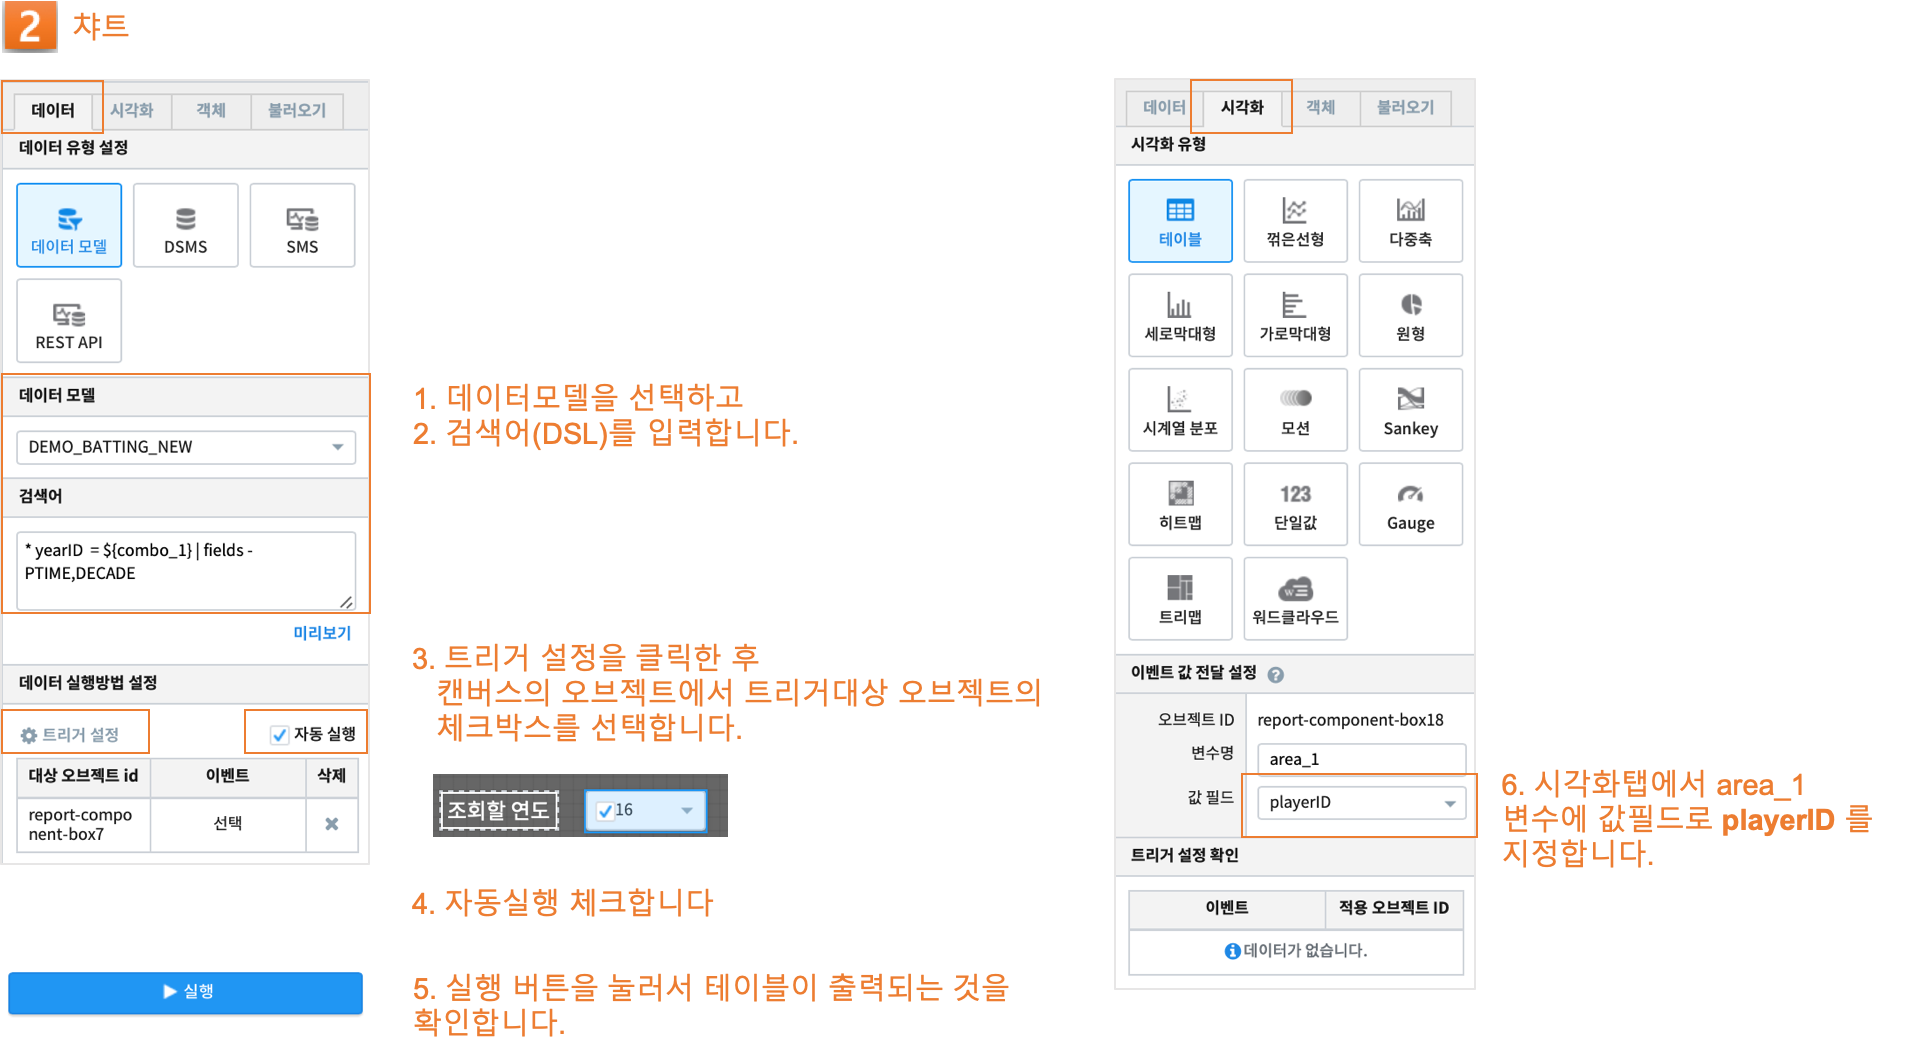 2 챠트
데이터 시각화 객체 불러오기
데이터 유형 설정
데이터 모델 DSMS SMS
REST API
데이터 모델
DEMO_BATTING_NEW
검색어
* yearID = ${combo_1} | fields -
PTIME,DECADE
미리보기
데이터 실행방법 설정
트리거 설정 자동 실행
대상 오브젝트 id 이벤트 삭제
report-compo
nent-box7 선택
실행
1. 데이터모델을 선택하고
2. 검색어(DSL)를 입력합니다.
3. 트리거 설정을 클릭한 후
캔버스의 오브젝트에서 트리거대상 오브젝트의
체크박스를 선택합니다.
조회할 연도 16
4. 자동실행 체크합니다
5. 실행 버튼을 눌러서 테이블이 출력되는 것을
확인합니다.
데이터 시각화 객체 불러오기
시각화 유형
테이블 꺾은선형 다중축
세로막대형 가로막대형 원형
시계열 분포 모션 Sankey
123
히트맵 단일값 Gauge
W
트리맵 워드클라우드
이벤트 값 전달 설정 ?
오브젝트 ID report-component-box18
변수명 area_1
값 필드 playerID
트리거 설정 확인
이벤트 적용 오브젝트 ID
데이터가 없습니다.
6. 시각화탭에서 area_1
변수에 값필드로 playerID 를
지정합니다.